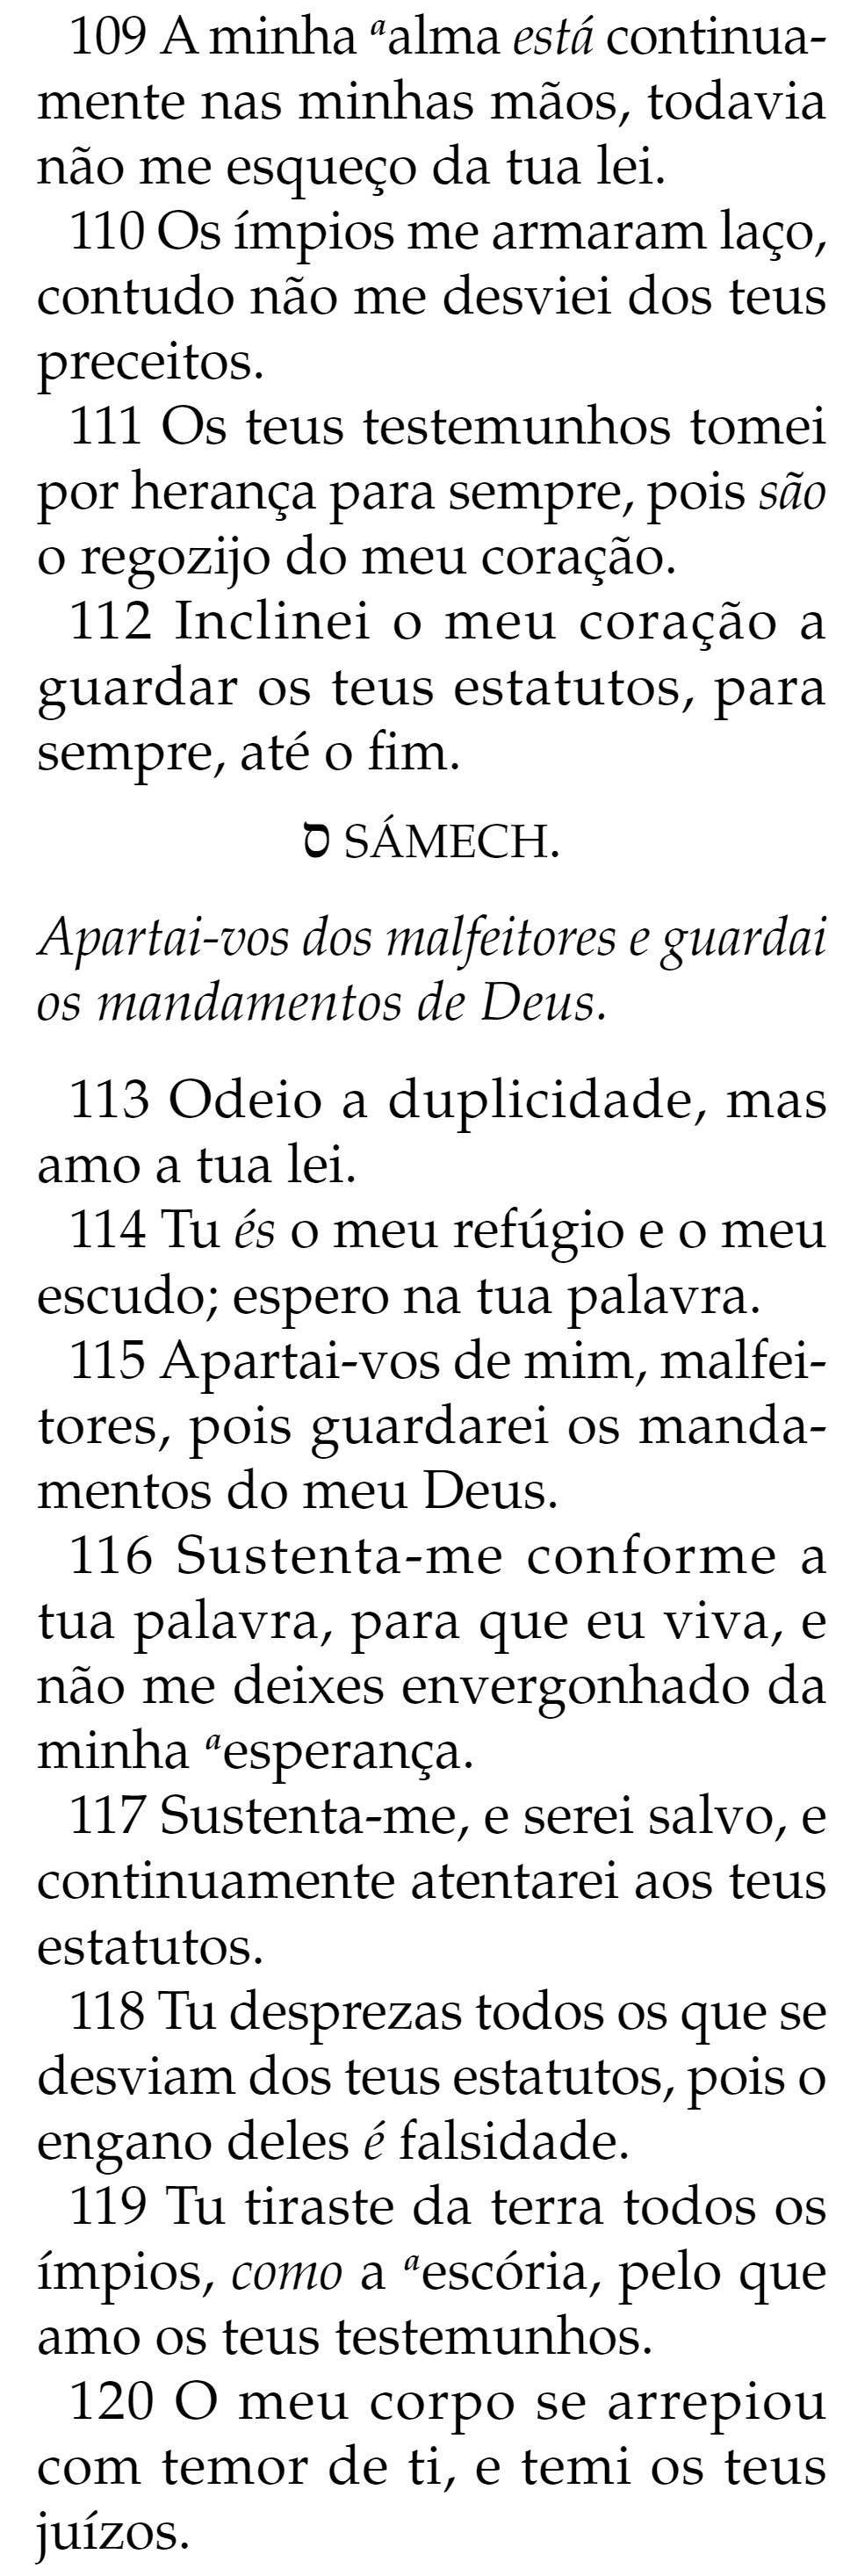 109 A minha ᵃalma está continua-
mente nas minhas mãos, todavia
não me esqueço da tua lei.
110 Os ímpios me armaram laço,
contudo não me desviei dos teus
preceitos.
111 Os teus testemunhos tomei
por herança para sempre, pois são
o regozijo do meu coração.
112 Inclinei o meu coração a
guardar os teus estatutos, para
sempre, até o fim.
ס SÁMECH.
Apartai-vos dos malfeitores e guardai
os mandamentos de Deus.
113 Odeio a duplicidade, mas
amo a tua lei.
114 Tu és o meu refúgio e o meu
escudo; espero na tua palavra.
115 Apartai-vos de mim, malfei-
tores, pois guardarei os manda-
mentos do meu Deus.
116 Sustenta-me conforme a
tua palavra, para que eu viva, e
não me deixes envergonhado da
minha ᵃesperança.
117 Sustenta-me, e serei salvo, e
continuamente atentarei aos teus
estatutos.
118 Tu desprezas todos os que se
desviam dos teus estatutos, pois o
engano deles é falsidade.
119 Tu tiraste da terra todos os
ímpios, como a ᵃescória, pelo que
amo os teus testemunhos.
120 O meu corpo se arrepiou
com temor de ti, e temi os teus
juízos.